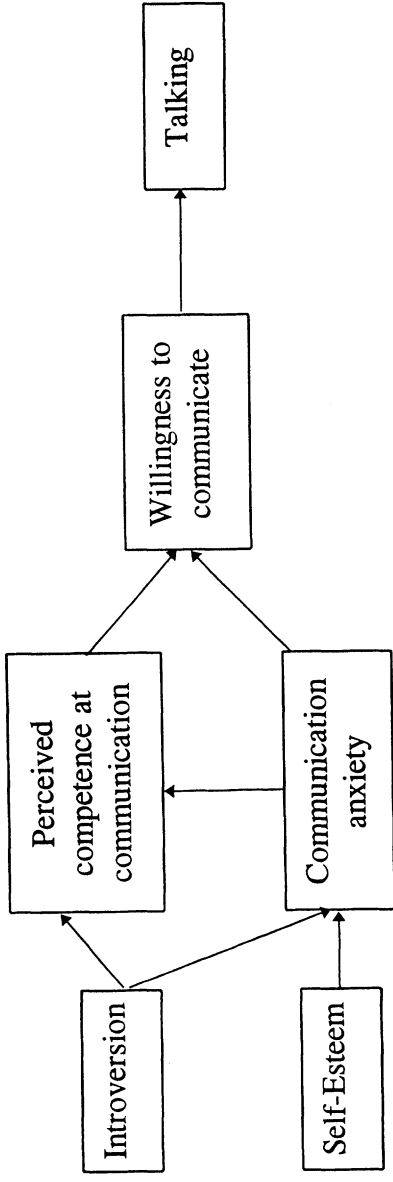 Introversion
Self-Esteem
Perceived
competence at
communication
Communication
anxiety
Willingness to
communicate
Talking